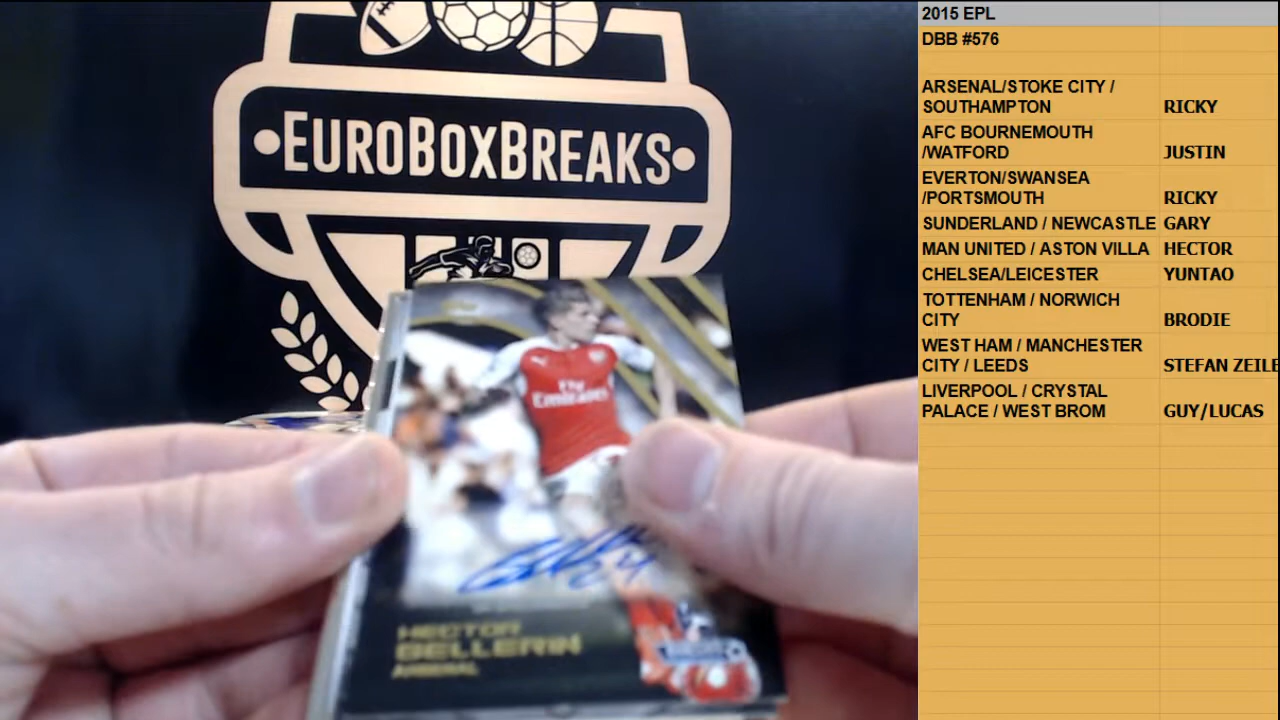 EUROBOXBREAKS
Fly
Emirates
HECTOR
BELLERIN
ARSENAL
2015 EPL
DBB #576
ARSENAL/STOKE CITY /
SOUTHAMPTON RICKY
AFC BOURNEMOUTH
/WATFORD JUSTIN
EVERTON/SWANSEA
/PORTSMOUTH RICKY
SUNDERLAND / NEWCASTLE GARY
MAN UNITED / ASTON VILLA HECTOR
CHELSEA/LEICESTER YUNTAO
TOTTENHAM / NORWICH
CITY BRODIE
WEST HAM / MANCHESTER
CITY / LEEDS STEFAN ZEILE
LIVERPOOL / CRYSTAL
PALACE / WEST BROM GUY/LUCAS